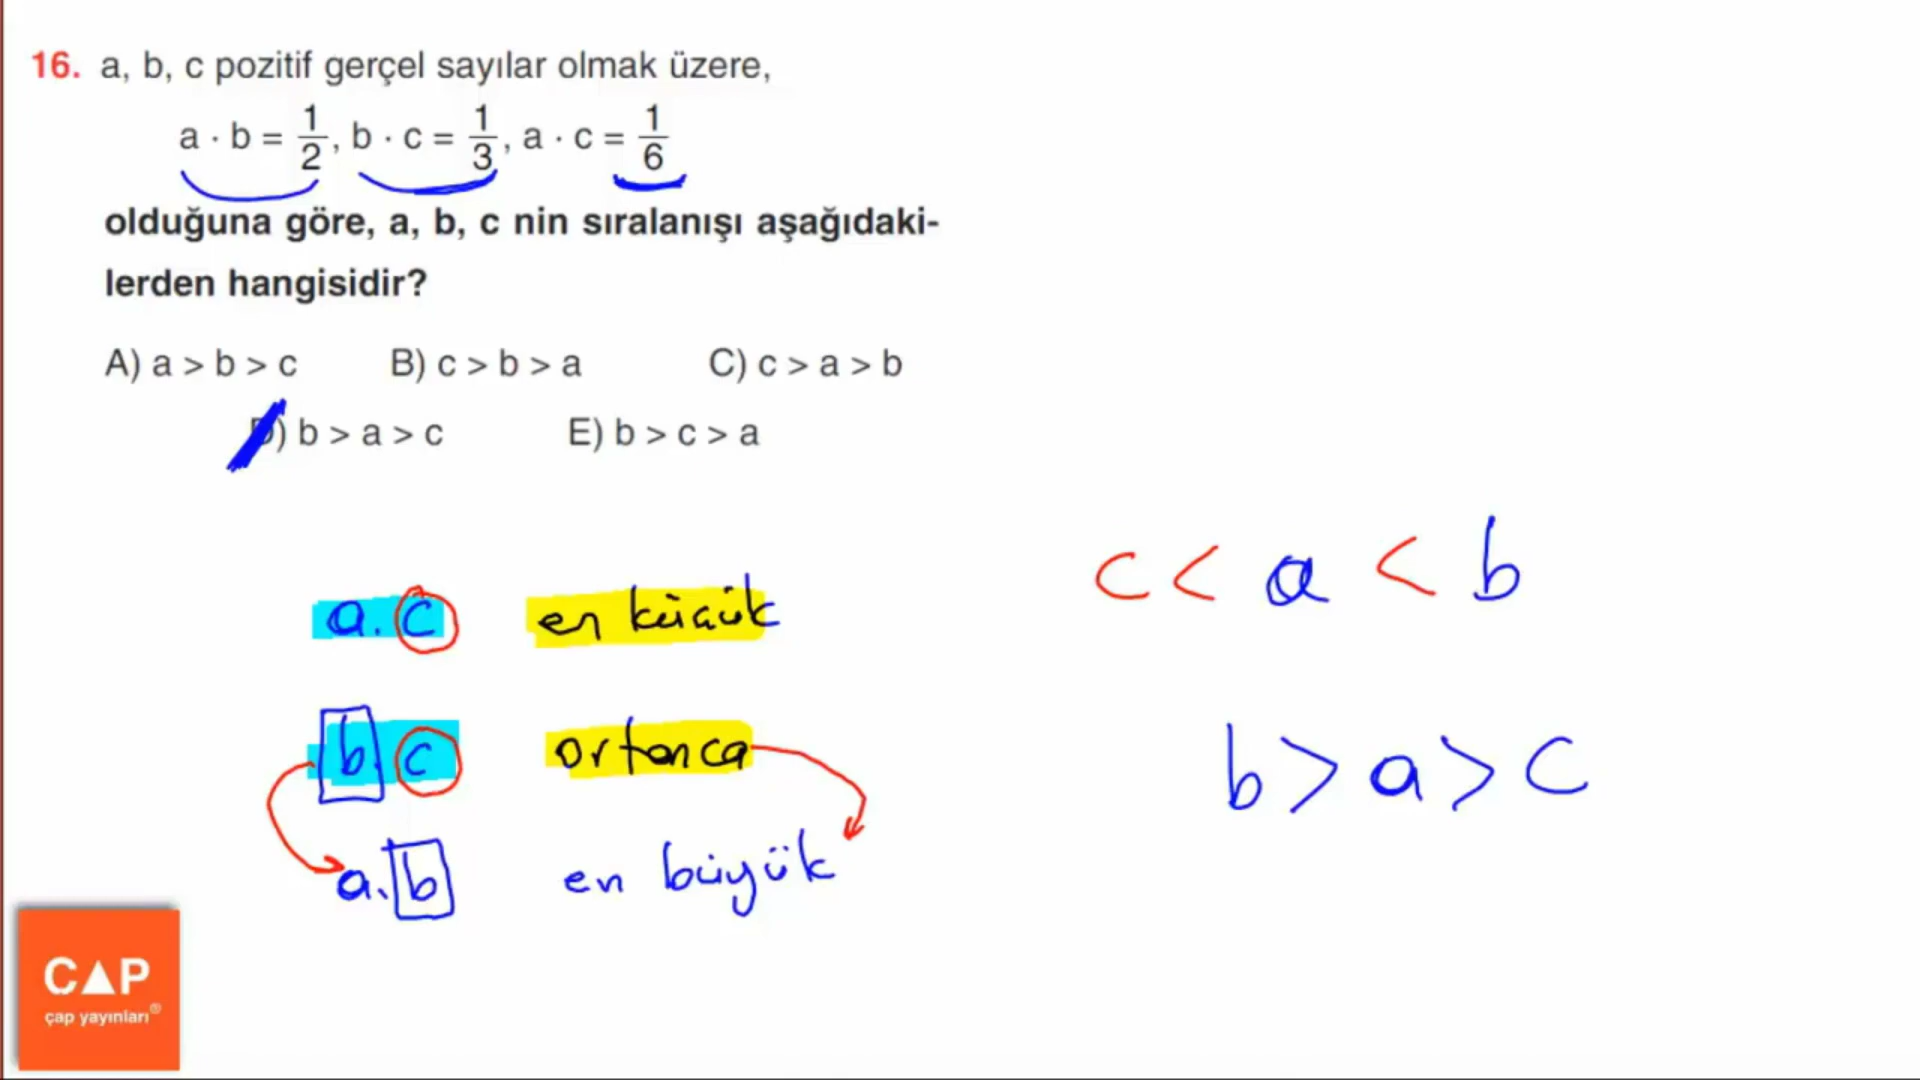 16. a, b, c pozitif gerçel sayılar olmak üzere,
a · b = 1/2, b · c = 1/3, a · c = 1/6
olduğuna göre, a, b, c nin sıralanışı aşağıdaki-
lerden hangisidir?
A) a > b > c B) c > b > a C) c > a > b
D) b > a > c E) b > c > a
c < a < b
a.c en küçük
b.c ortanca
b > a > c
a.b en büyük
CAP
çap yayınları®